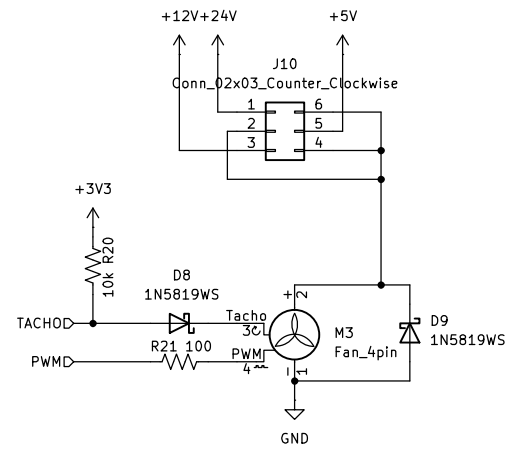 +12V +24V +5V
J10
Conn_02x03_Counter_Clockwise
1 6
2 5
3 4
+3V3
10k R20
D8
1N5819WS
TACHO
Tacho
3
+ 2
M3
Fan_4pin
D9
1N5819WS
R21 100
PWM
PWM
4
- 1
GND